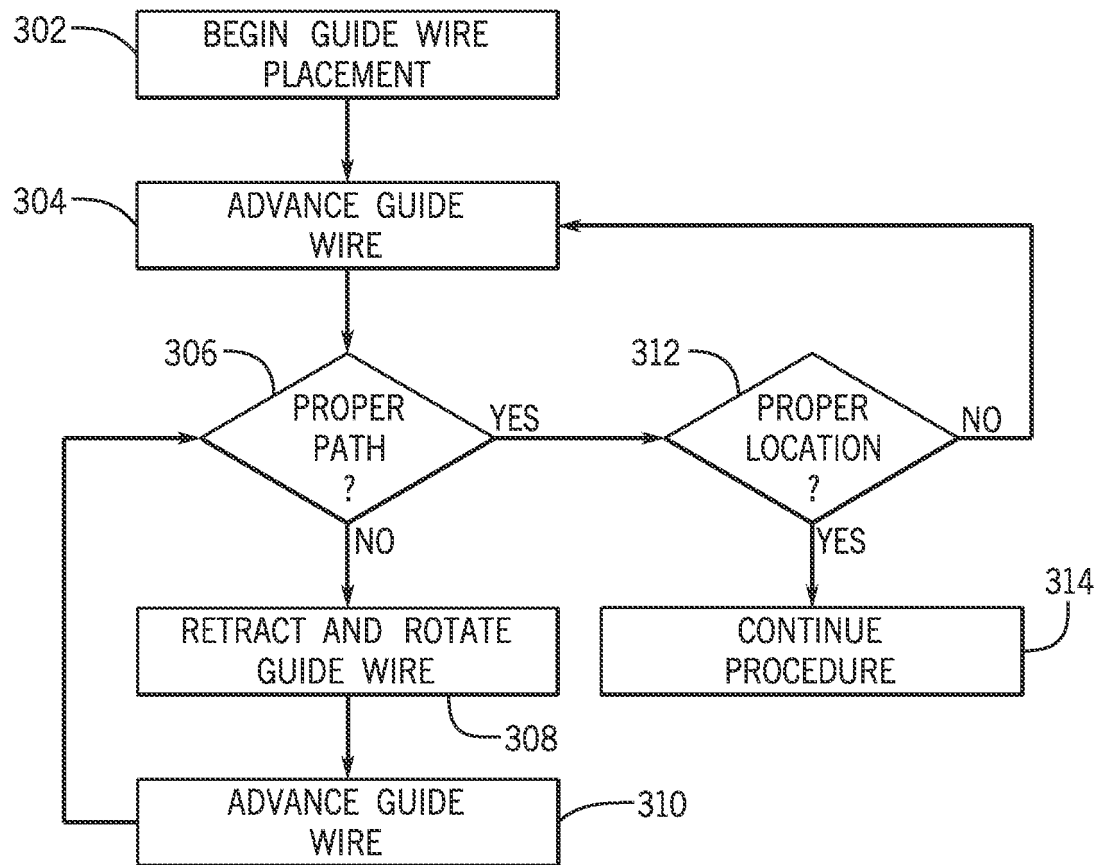 302
BEGIN GUIDE WIRE
PLACEMENT
304
ADVANCE GUIDE
WIRE
306
PROPER
PATH
?
YES
NO
312
PROPER
LOCATION
?
NO
YES
RETRACT AND ROTATE
GUIDE WIRE
308
CONTINUE
PROCEDURE
314
ADVANCE GUIDE
WIRE
310